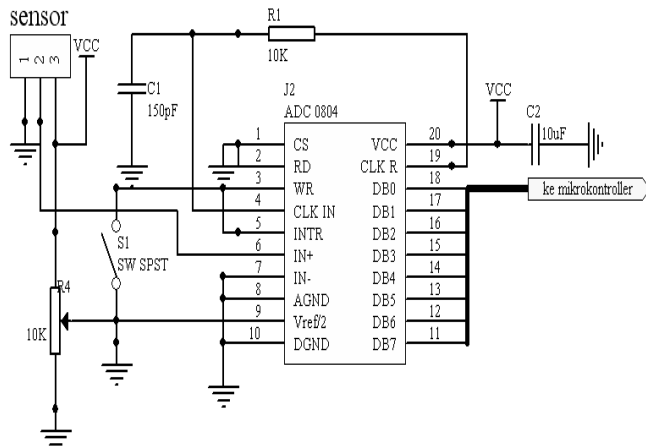 sensor
1
2
3
VCC
C1
150pF
R1
10K
J2
ADC 0804
1 CS VCC 20
2 RD CLK R 19
3 WR DB0 18
4 CLK IN DB1 17
5 INTR DB2 16
6 IN+ DB3 15
7 IN- DB4 14
8 AGND DB5 13
9 Vref/2 DB6 12
10 DGND DB7 11
VCC
C2
10uF
ke mikrokontroller
S1
SW SPST
R4
10K